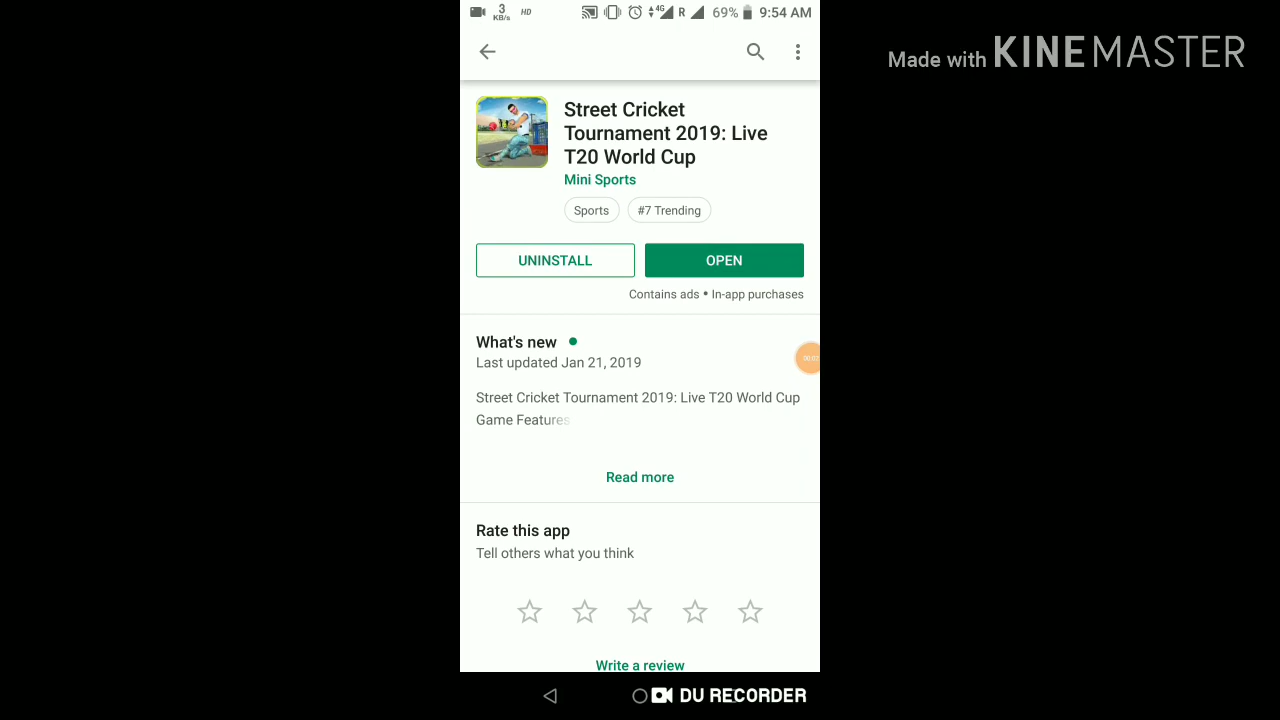 3
KB/s
HD
4G
R
69%
9:54 AM
Made with KINEMASTER
Street Cricket
Tournament 2019: Live
T20 World Cup
Mini Sports
Sports
#7 Trending
UNINSTALL
OPEN
Contains ads • In-app purchases
What's new
Last updated Jan 21, 2019
Street Cricket Tournament 2019: Live T20 World Cup
Game Features
Read more
Rate this app
Tell others what you think
Write a review
DU RECORDER